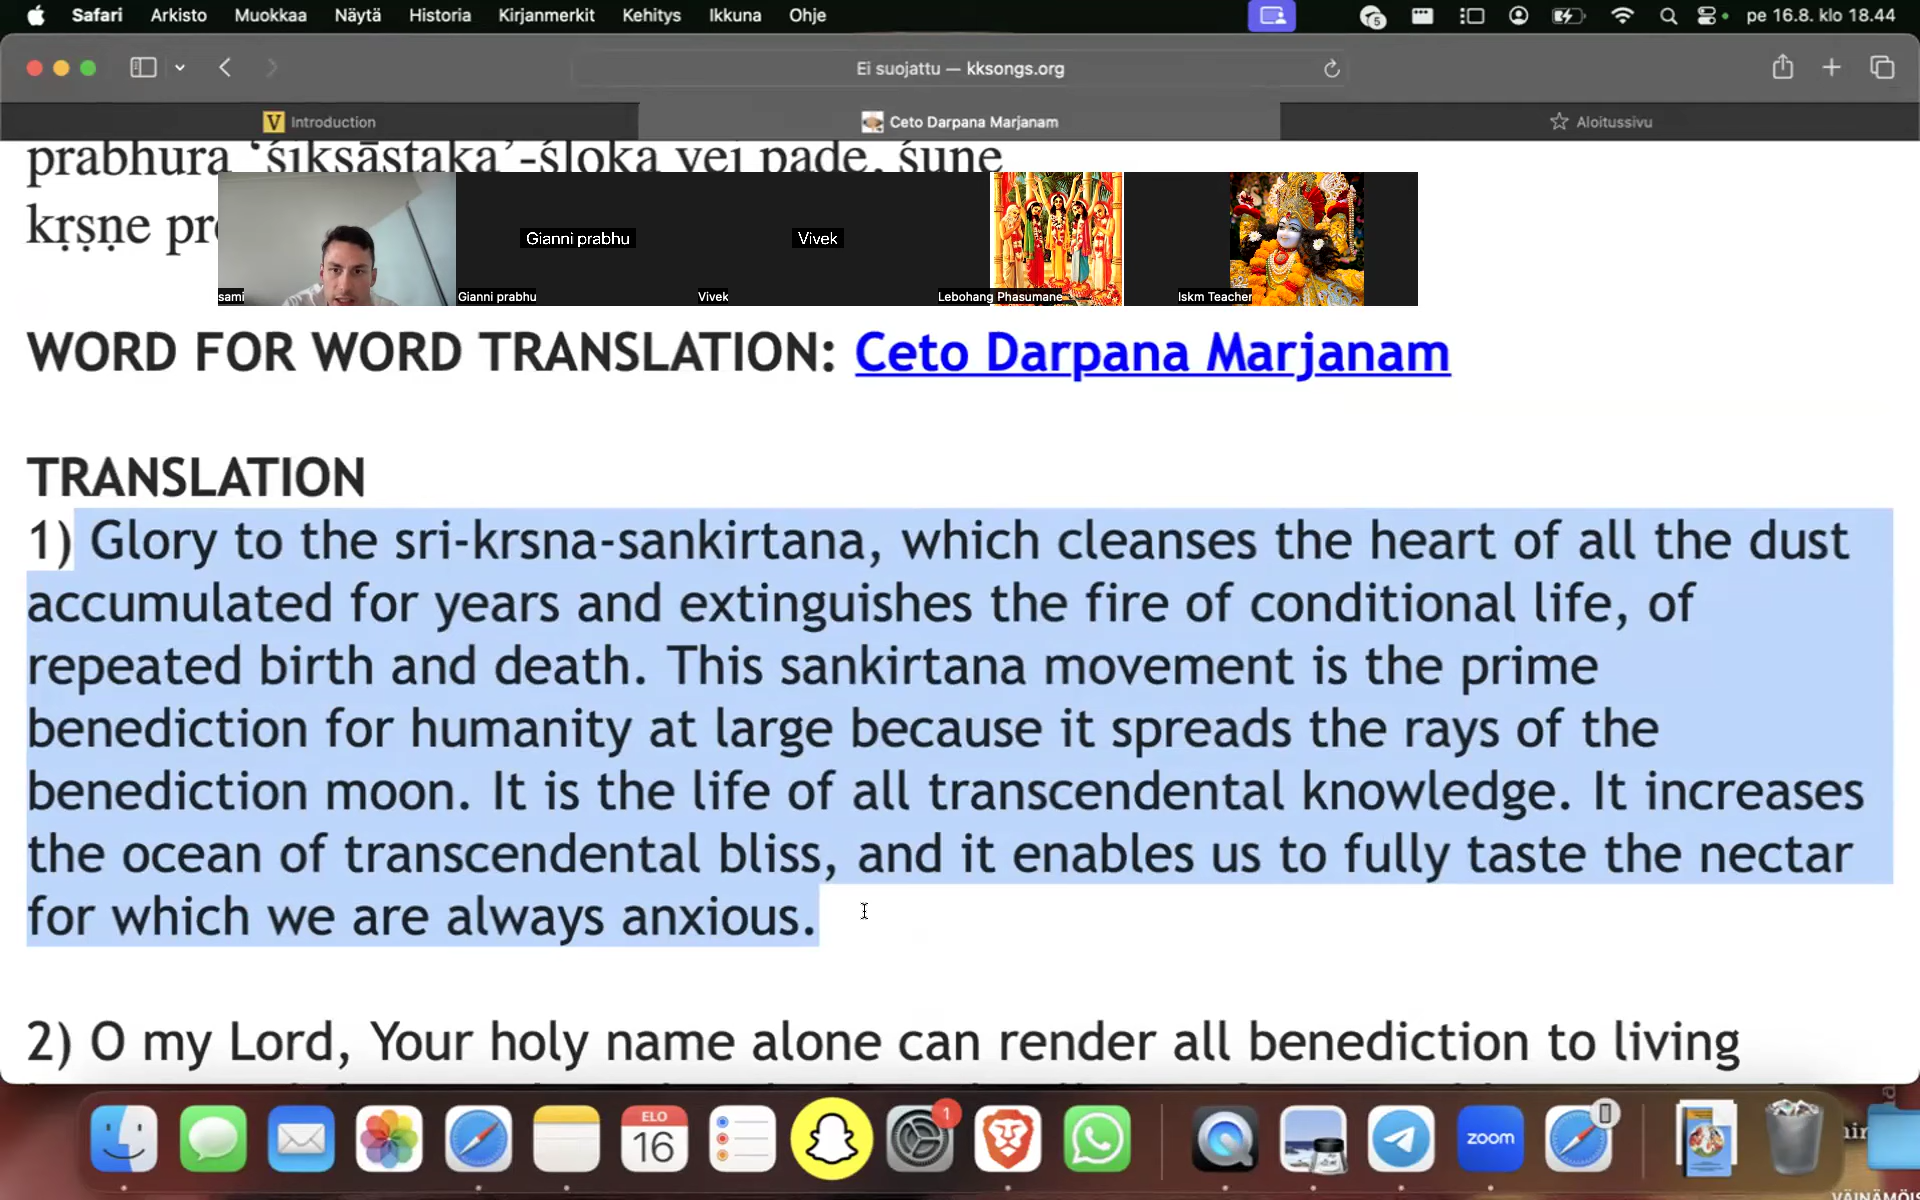 Safari Arkisto Muokkaa Näytä Historia Kirjanmerkit Kehitys Ikkuna Ohje 5 pe 16.8. klo 18.44
Ei suojattu — kksongs.org
V Introduction Ceto Darpana Marjanam Aloitussivu
prabhura ‘śikṣāṣṭaka’-śloka yei paḍe, śune
kṛṣṇe pre
Gianni prabhu Vivek
sami Gianni prabhu Vivek Lebohang Phasumane Iskm Teacher
WORD FOR WORD TRANSLATION: Ceto Darpana Marjanam
TRANSLATION
1) Glory to the sri-krsna-sankirtana, which cleanses the heart of all the dust
accumulated for years and extinguishes the fire of conditional life, of
repeated birth and death. This sankirtana movement is the prime
benediction for humanity at large because it spreads the rays of the
benediction moon. It is the life of all transcendental knowledge. It increases
the ocean of transcendental bliss, and it enables us to fully taste the nectar
for which we are always anxious.
2) O my Lord, Your holy name alone can render all benediction to living
ELO
16
1
zoom